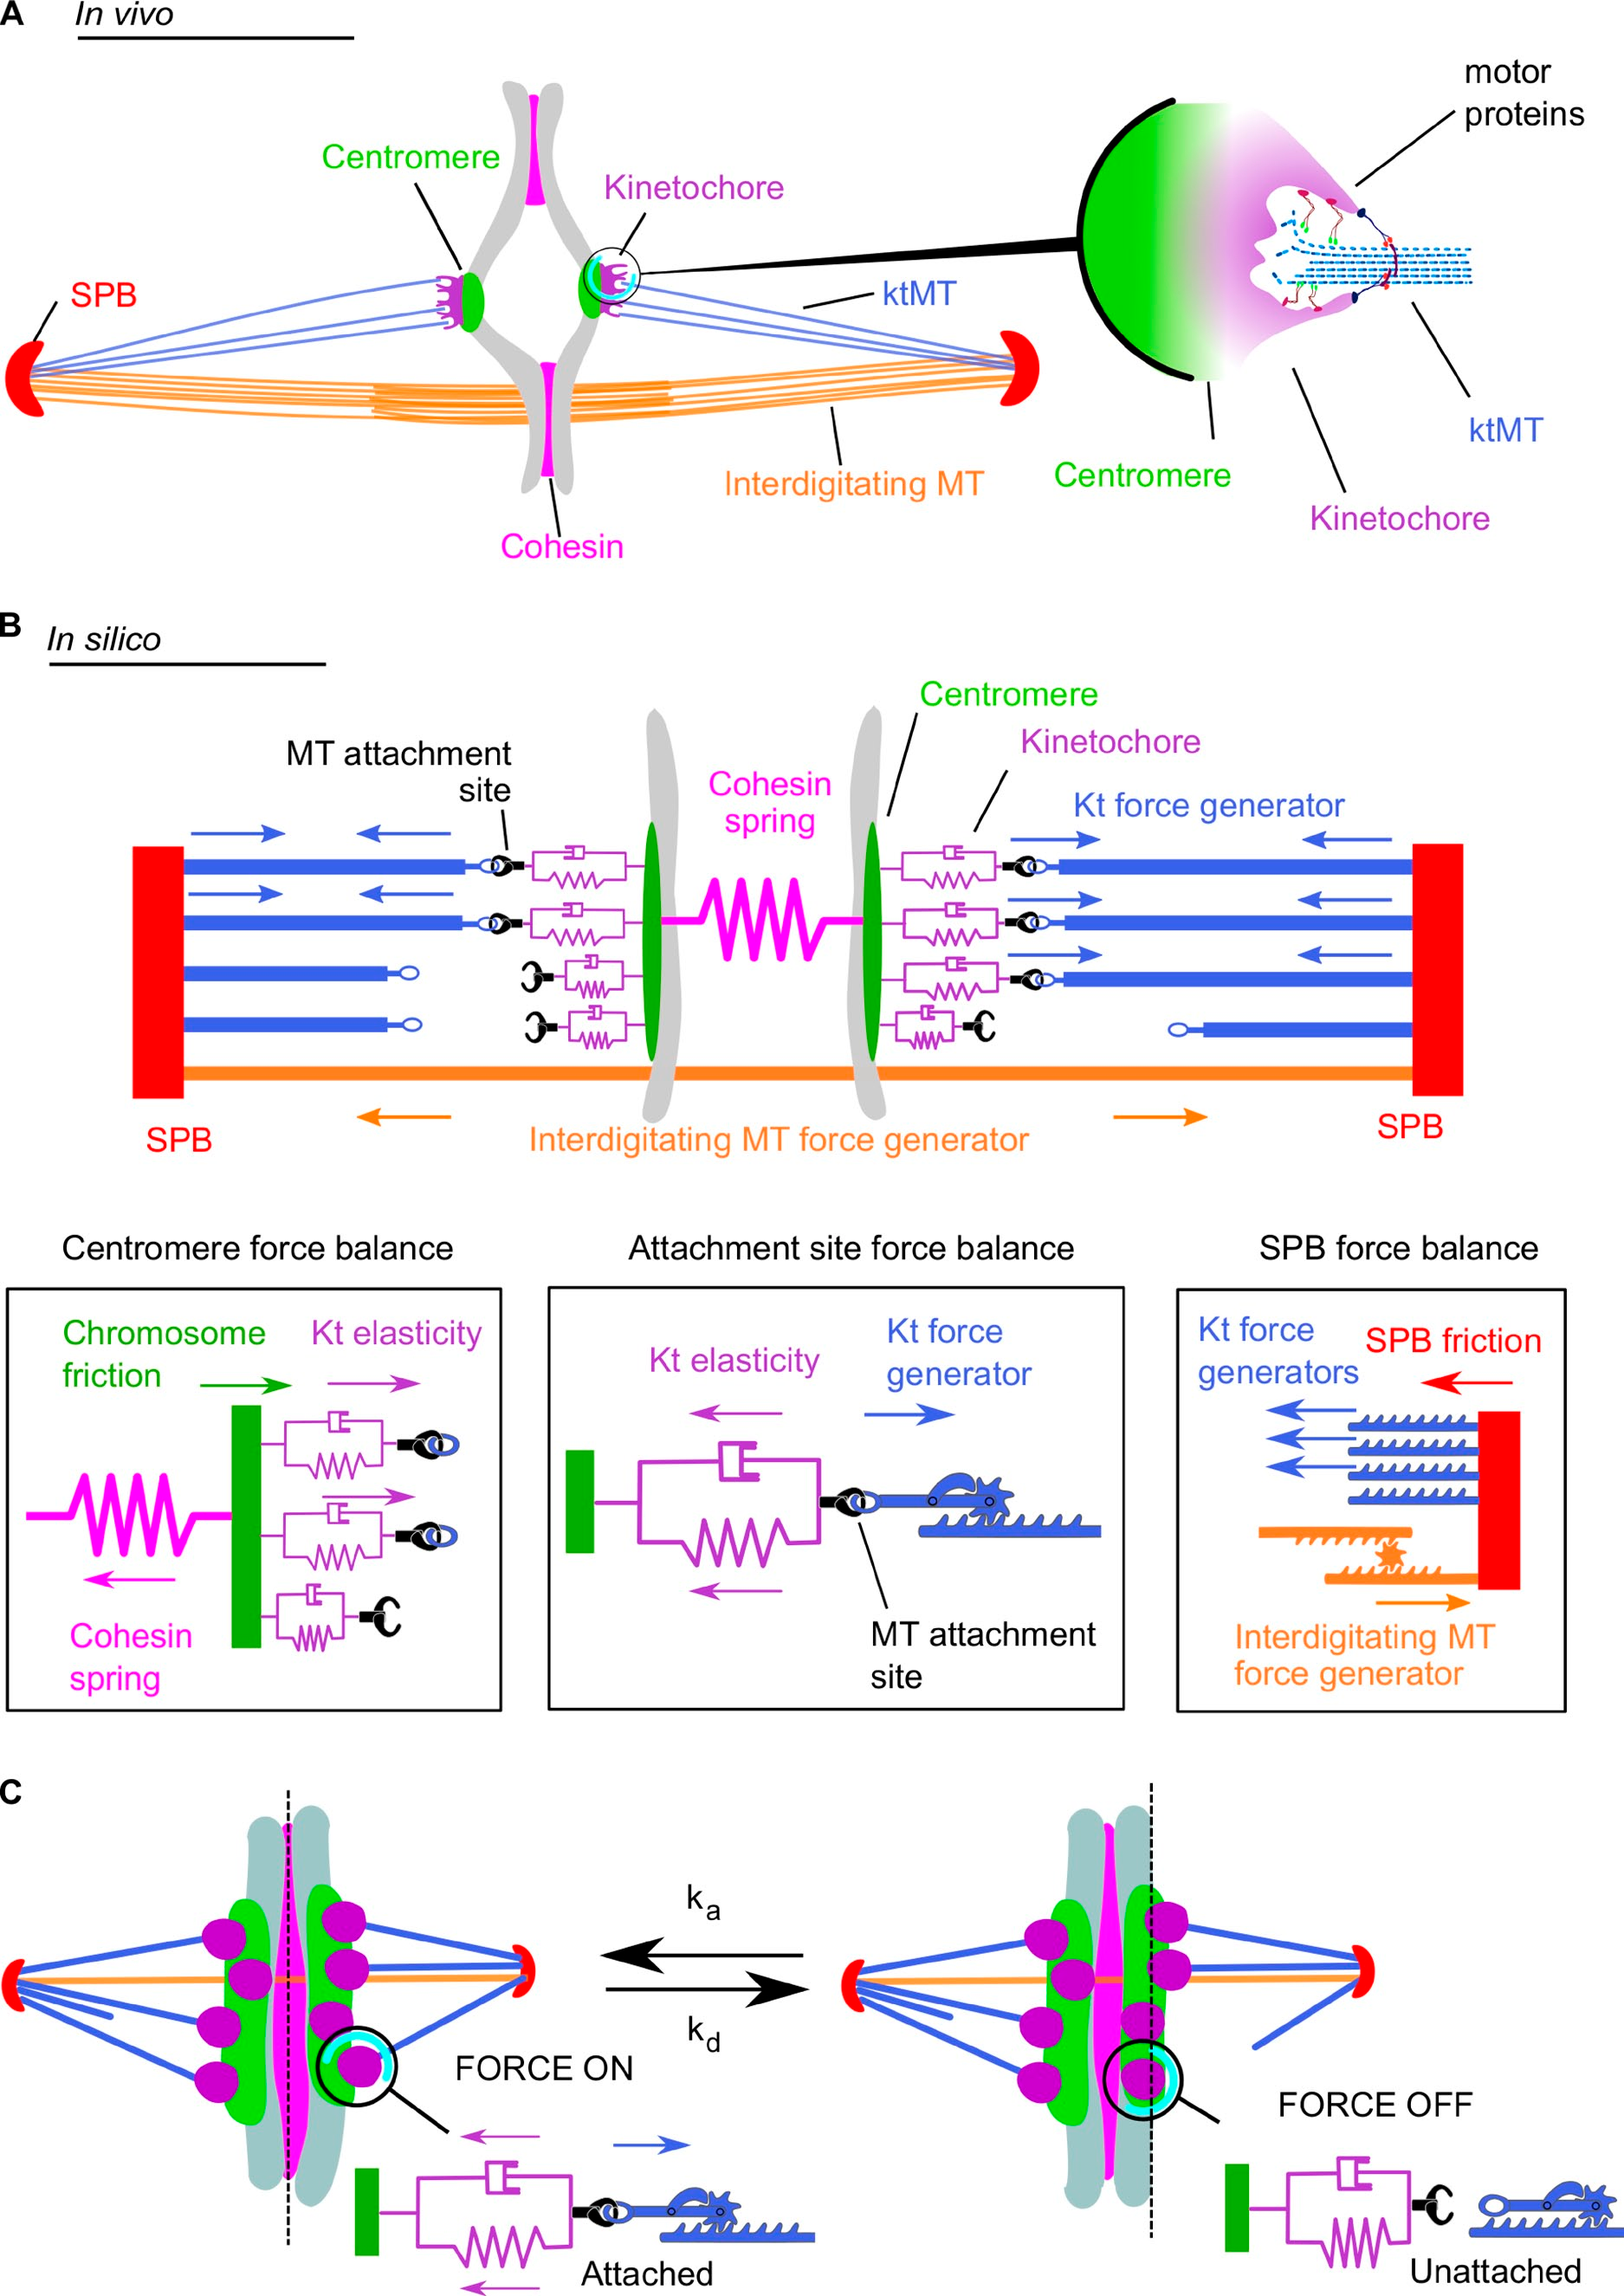 A
In vivo
motor
proteins
Centromere
Kinetochore
SPB
ktMT
ktMT
Interdigitating MT
Centromere
Kinetochore
Cohesin
B
In silico
Centromere
MT attachment
site
Kinetochore
Cohesin
spring
Kt force generator
SPB
Interdigitating MT force generator
SPB
Centromere force balance
Attachment site force balance
SPB force balance
Chromosome
friction
Kt elasticity
Cohesin
spring
Kt elasticity
Kt force
generator
MT attachment
site
Kt force
generators
SPB friction
Interdigitating MT
force generator
C
ka
kd
FORCE ON
FORCE OFF
Attached
Unattached